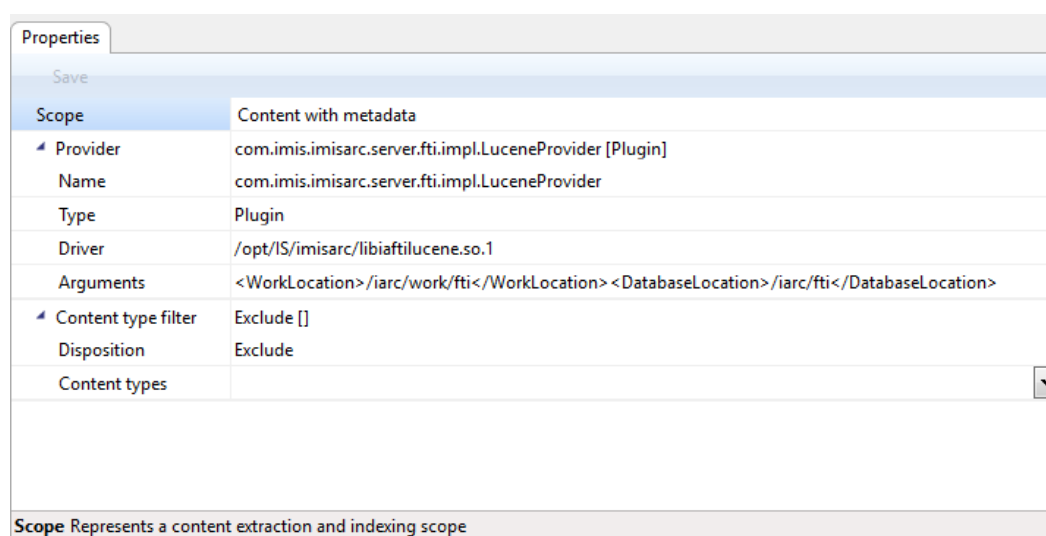 Properties
Save
Scope Content with metadata
Provider com.imis.imisarc.server.fti.impl.LuceneProvider [Plugin]
Name com.imis.imisarc.server.fti.impl.LuceneProvider
Type Plugin
Driver /opt/IS/imisarc/libiaftilucene.so.1
Arguments <WorkLocation>/iarc/work/fti</WorkLocation><DatabaseLocation>/iarc/fti</DatabaseLocation>
Content type filter Exclude []
Disposition Exclude
Content types
Scope Represents a content extraction and indexing scope